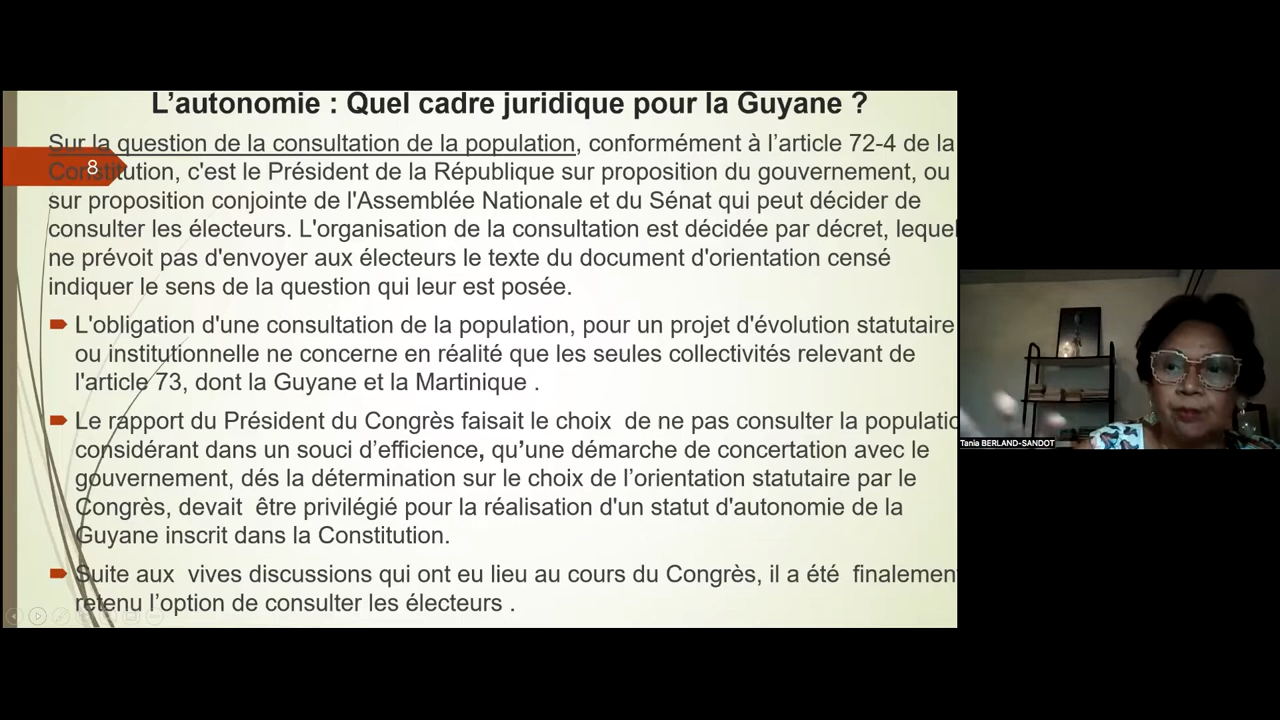 L’autonomie : Quel cadre juridique pour la Guyane ?
Sur la question de la consultation de la population, conformément à l’article 72-4 de la
8
Constitution, c'est le Président de la République sur proposition du gouvernement, ou
sur proposition conjointe de l'Assemblée Nationale et du Sénat qui peut décider de
consulter les électeurs. L'organisation de la consultation est décidée par décret, lequel
ne prévoit pas d'envoyer aux électeurs le texte du document d'orientation censé
indiquer le sens de la question qui leur est posée.
L'obligation d'une consultation de la population, pour un projet d'évolution statutaire
ou institutionnelle ne concerne en réalité que les seules collectivités relevant de
l'article 73, dont la Guyane et la Martinique .
Le rapport du Président du Congrès faisait le choix  de ne pas consulter la populatio
considérant dans un souci d’efficience, qu’une démarche de concertation avec le
gouvernement, dés la détermination sur le choix de l’orientation statutaire par le
Congrès, devait  être privilégié pour la réalisation d'un statut d'autonomie de la
Guyane inscrit dans la Constitution.
Suite aux  vives discussions qui ont eu lieu au cours du Congrès, il a été  finalemen
retenu l’option de consulter les électeurs .
Tania BERLAND-SANDOT